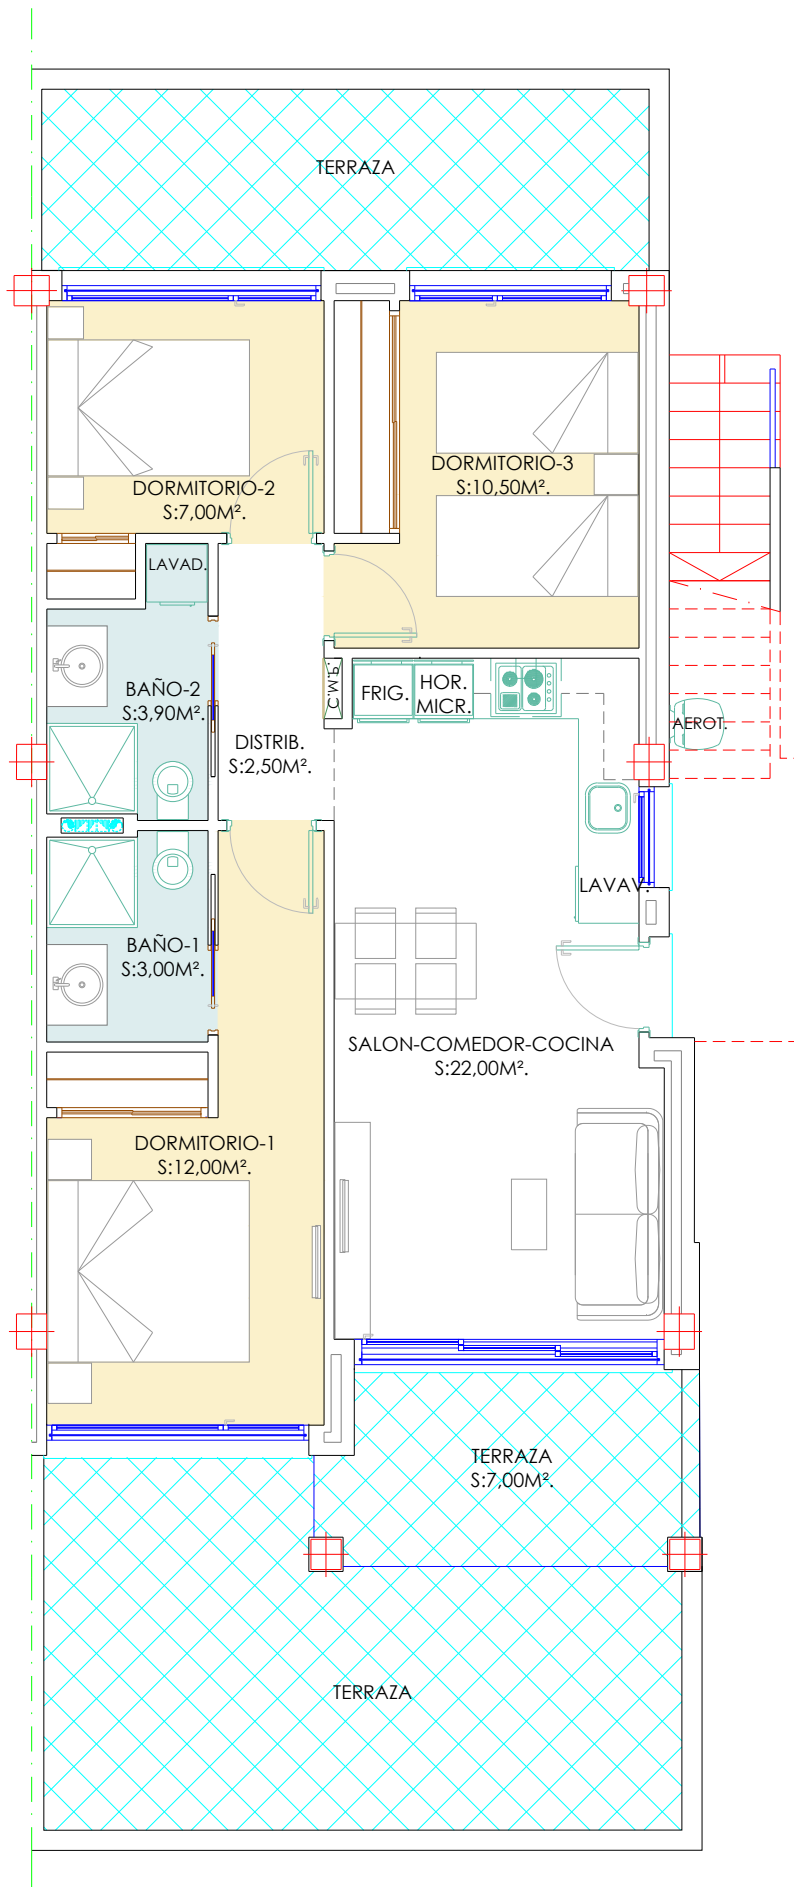 TERRAZA
DORMITORIO-2
S:7,00M².
DORMITORIO-3
S:10,50M².
LAVAD.
BAÑO-2
S:3,90M².
C.M.P.
FRIG.
HOR.
MICR.
AEROT.
DISTRIB.
S:2,50M².
LAVAV.
BAÑO-1
S:3,00M².
SALON-COMEDOR-COCINA
S:22,00M².
DORMITORIO-1
S:12,00M².
TERRAZA
S:7,00M².
TERRAZA